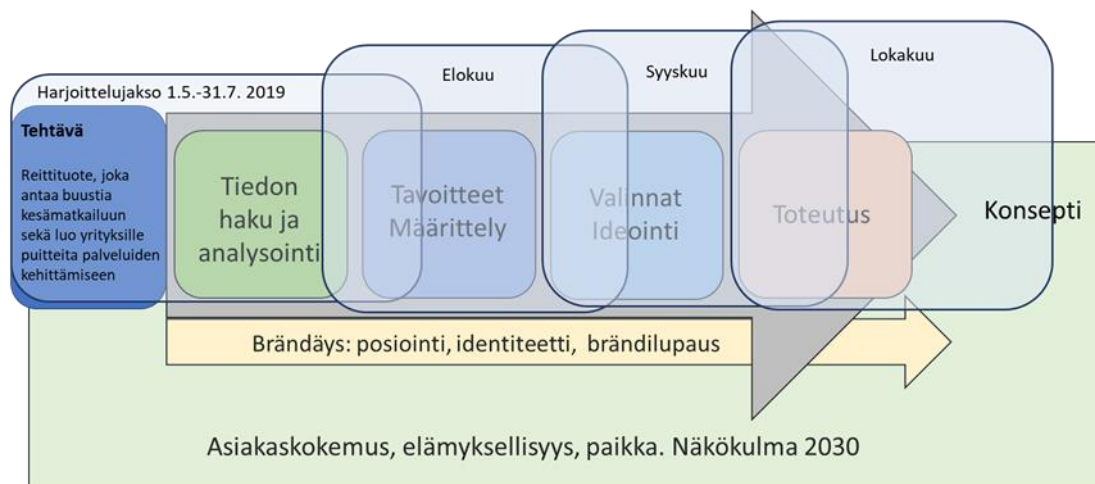 Harjoittelujakso 1.5.-31.7. 2019
Elokuu
Syyskuu
Lokakuu
Tehtävä
Reittituote, joka
antaa buustia
kesämatkailuun
sekä luo yrityksille
puitteita palveluiden
kehittämiseen
Tiedon
haku ja
analysointi
Tavoitteet
Määrittely
Valinnat
Ideointi
Toteutus
Konsepti
Brändäys: posiointi, identiteetti, brändilupaus
Asiakaskokemus, elämyksellisyys, paikka. Näkökulma 2030